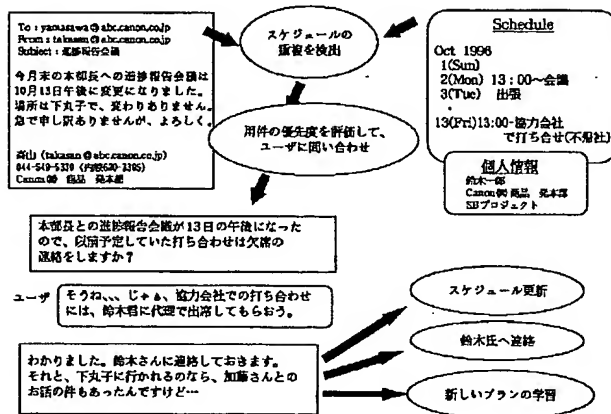 To : yamasawa@abc.canon.co.jp
From : takasan@abc.canon.co.jp
Subject : 進捗報告会議
今月末の本部長への進捗報告会議は
10月13日午後に変更になりました。
場所は下丸子で、変わりありません。
急で申し訳ありませんが、よろしく。
高山 (takasan@abc.canon.co.jp)
Canon㈱ 商品
スケジュールの
重複を検出
用件の優先度を評価して、
ユーザに問い合わせ
Schedule
Oct 1996
1(Sun)
2(Mon) 13:00〜会議
3(Tue) 出張
・
13(Fri)13:00-協力会社
で打ち合せ(不帰社)
個人情報
鈴木一郎
Canon㈱ 商品
SBプロジェクト
本部長との進捗報告会議が13日の午後になった
ので、以前予定していた打ち合わせは欠席の
連絡をしますか?
ユーザ
そうね、、、じゃぁ、協力会社での打ち合わせ
には、鈴木君に代理で出席してもらおう。
わかりました。鈴木さんに連絡しておきます。
それと、下丸子に行かれるのなら、加藤さんとの
お話の件もあったんですけど…
スケジュール更新
鈴木氏へ連絡
新しいプランの学習